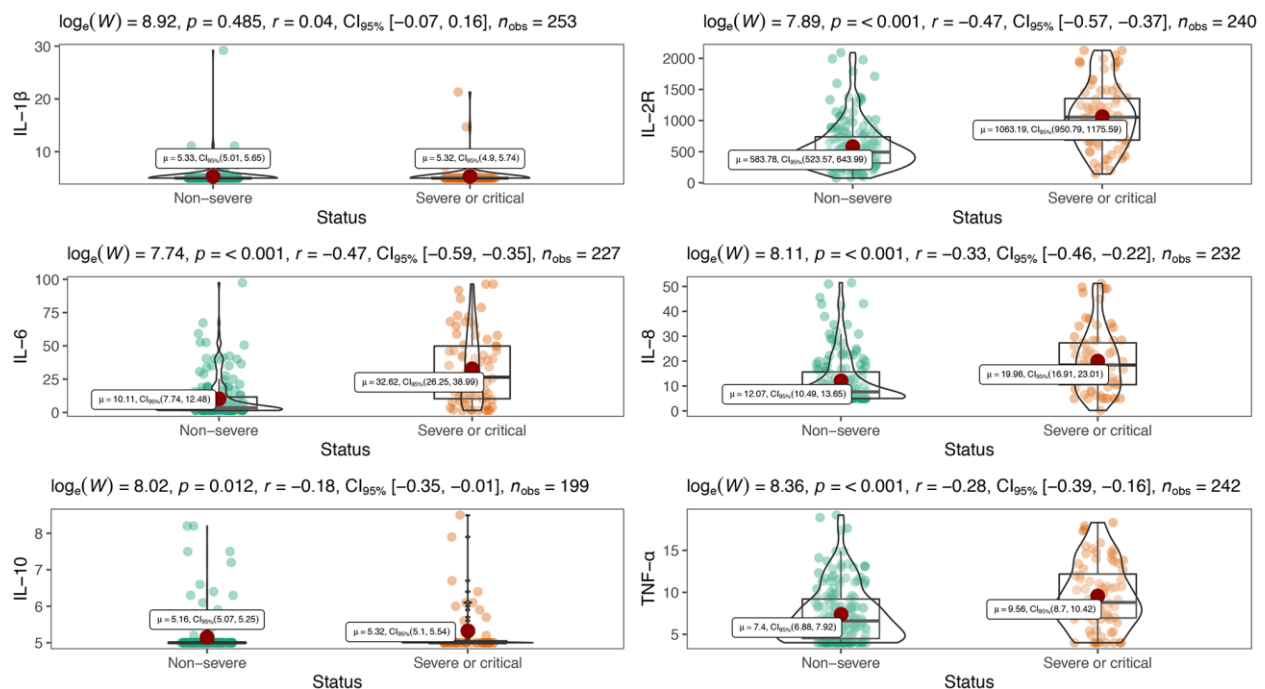 logₑ(W) = 8.92, p = 0.485, r = 0.04, CI₉₅% [−0.07, 0.16], nobs = 253
30
20
10
IL−1β
μ = 5.33, CI₉₅%(5.01, 5.65)
μ = 5.32, CI₉₅%(4.9, 5.74)
Non−severe
Severe or critical
Status
logₑ(W) = 7.89, p = < 0.001, r = −0.47, CI₉₅% [−0.57, −0.37], nobs = 240
2000
1500
1000
500
0
IL−2R
μ = 583.78, CI₉₅%(523.57, 643.99)
μ = 1063.19, CI₉₅%(950.79, 1175.59)
Non−severe
Severe or critical
Status
logₑ(W) = 7.74, p = < 0.001, r = −0.47, CI₉₅% [−0.59, −0.35], nobs = 227
100
75
50
25
0
IL−6
μ = 10.11, CI₉₅%(7.74, 12.48)
μ = 32.62, CI₉₅%(26.25, 38.99)
Non−severe
Severe or critical
Status
logₑ(W) = 8.11, p = < 0.001, r = −0.33, CI₉₅% [−0.46, −0.22], nobs = 232
50
40
30
20
10
0
IL−8
μ = 12.07, CI₉₅%(10.49, 13.65)
μ = 19.96, CI₉₅%(16.91, 23.01)
Non−severe
Severe or critical
Status
logₑ(W) = 8.02, p = 0.012, r = −0.18, CI₉₅% [−0.35, −0.01], nobs = 199
8
7
6
5
IL−10
μ = 5.16, CI₉₅%(5.07, 5.25)
μ = 5.32, CI₉₅%(5.1, 5.54)
Non−severe
Severe or critical
Status
logₑ(W) = 8.36, p = < 0.001, r = −0.28, CI₉₅% [−0.39, −0.16], nobs = 242
15
10
5
TNF−α
μ = 7.4, CI₉₅%(6.88, 7.92)
μ = 9.56, CI₉₅%(8.7, 10.42)
Non−severe
Severe or critical
Status